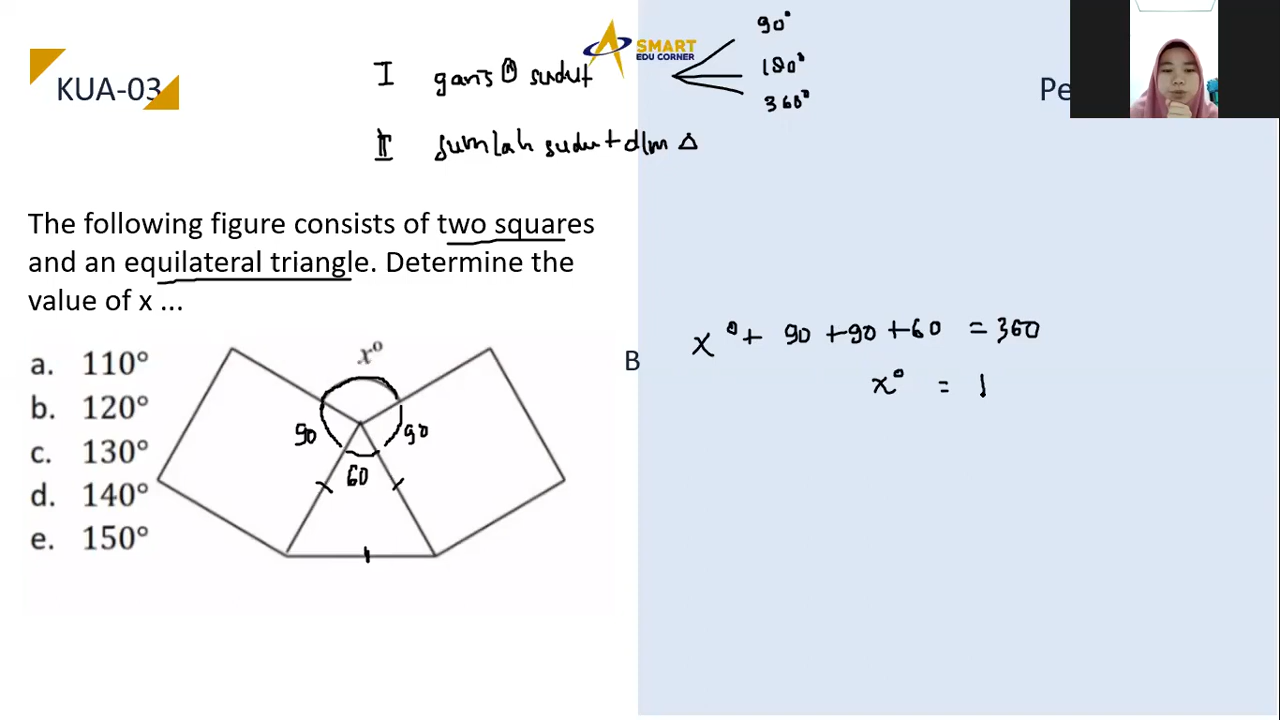 SMART
EDU CORNER
90°
180°
360°
KUA-03
Pe
I garis @ sudut
II Jumlah sudut dlm Δ
The following figure consists of two squares
and an equilateral triangle. Determine the
value of x ...
a. 110°
b. 120°
c. 130°
d. 140°
e. 150°
x°
90
90
60
B
x° + 90 + 90 + 60 = 360
x° = 1